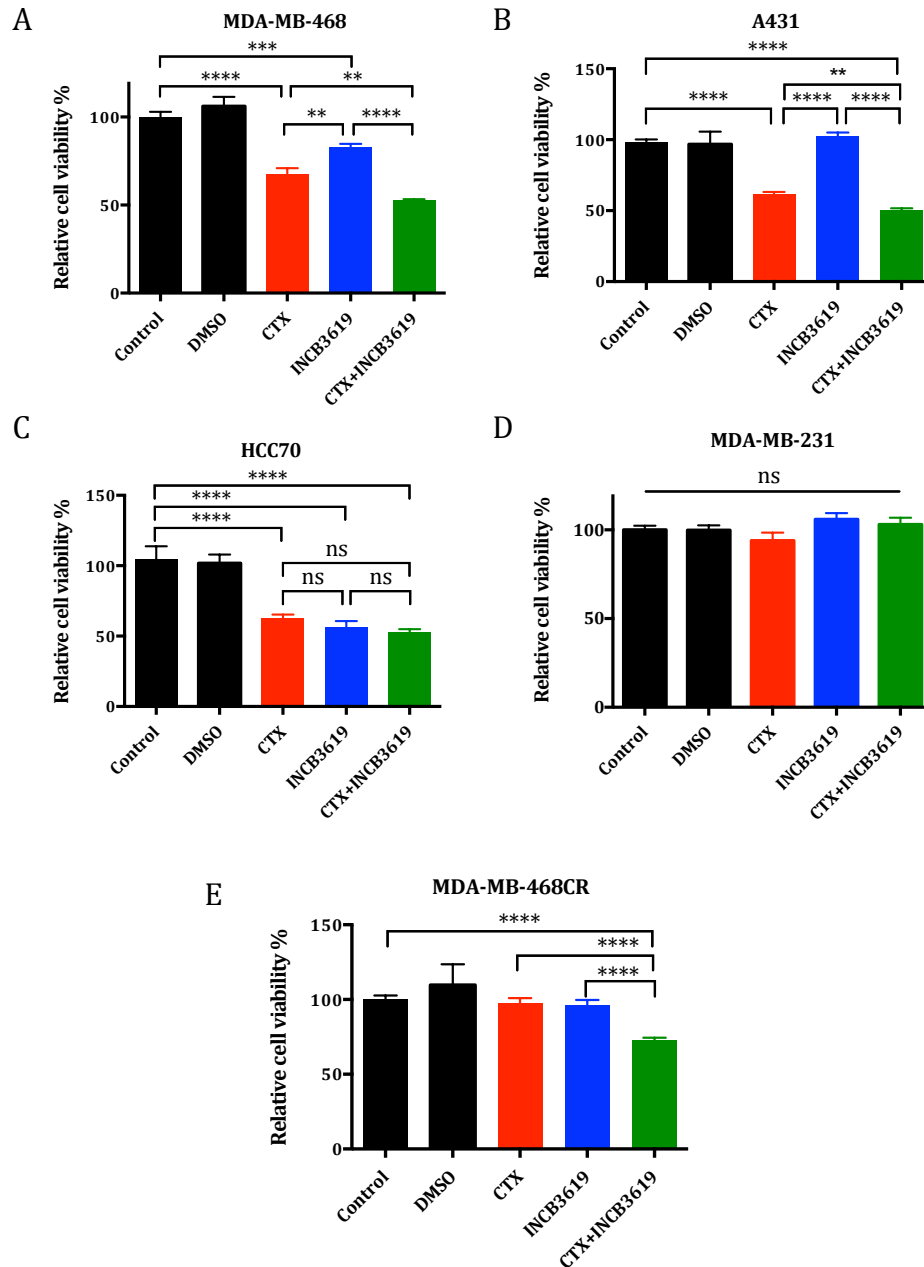 A
MDA-MB-468
***
****
**
**
****
Relative cell viability %
100
50
0
Control
DMSO
CTX
INCB3619
CTX+INCB3619
B
A431
****
**
****
****
****
Relative cell viability %
150
100
50
0
Control
DMSO
CTX
INCB3619
CTX+INCB3619
C
HCC70
****
****
****
ns
ns
ns
Relative cell viability %
150
100
50
0
Control
DMSO
CTX
INCB3619
CTX+INCB3619
D
MDA-MB-231
ns
Relative cell viability %
100
50
0
Control
DMSO
CTX
INCB3619
CTX+INCB3619
E
MDA-MB-468CR
****
****
****
Relative cell viability %
150
100
50
0
Control
DMSO
CTX
INCB3619
CTX+INCB3619